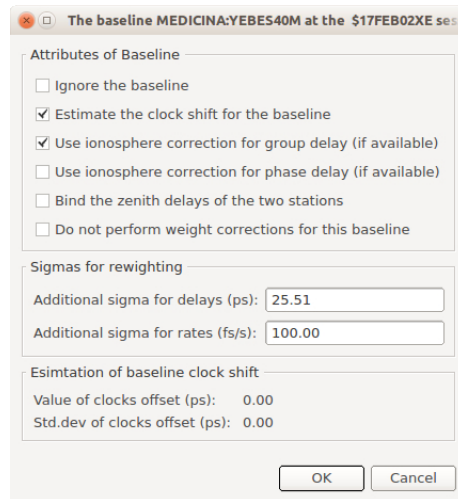 The baseline MEDICINA:YEBES40M at the $17FEB02XE ses
Attributes of Baseline
Ignore the baseline
Estimate the clock shift for the baseline
Use ionosphere correction for group delay (if available)
Use ionosphere correction for phase delay (if available)
Bind the zenith delays of the two stations
Do not perform weight corrections for this baseline
Sigmas for rewighting
Additional sigma for delays (ps): 25.51
Additional sigma for rates (fs/s): 100.00
Esimtation of baseline clock shift
Value of clocks offset (ps): 0.00
Std.dev of clocks offset (ps): 0.00
OK Cancel